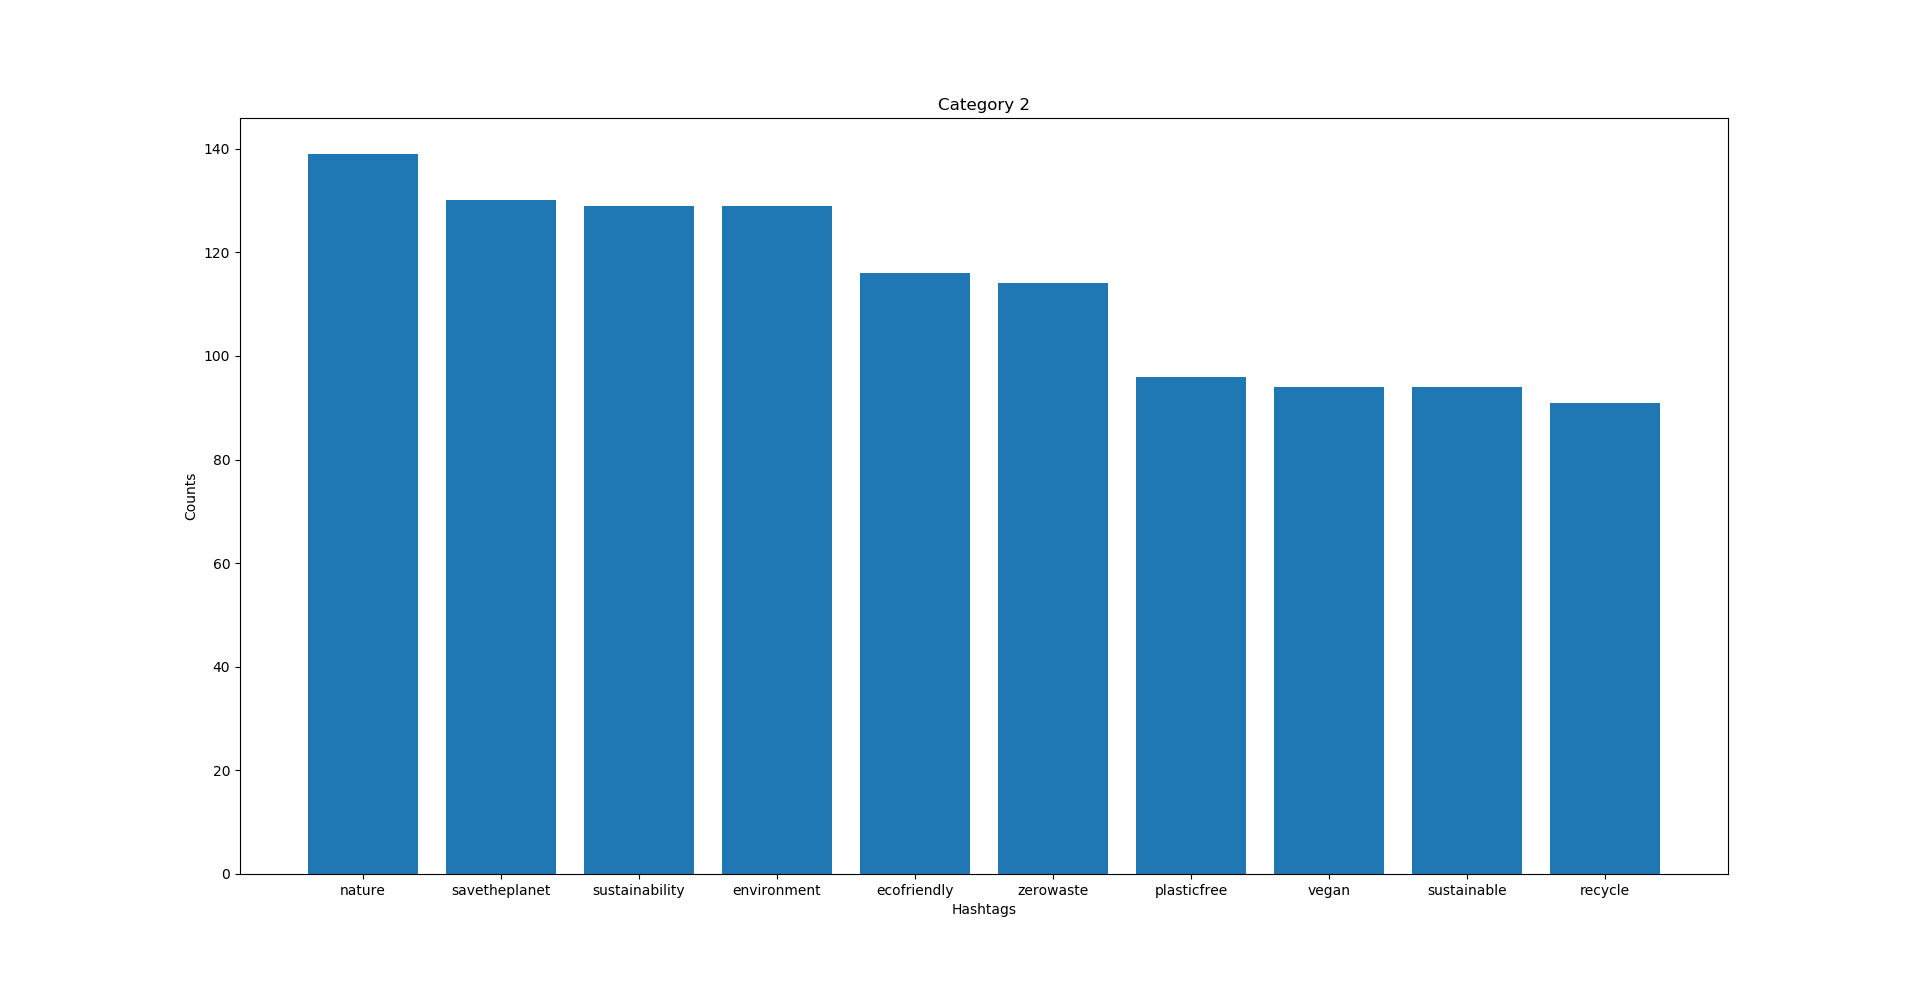 Category 2
140
120
100
80
60
40
20
0
Counts
nature savetheplanet sustainability environment ecofriendly zerowaste plasticfree vegan sustainable recycle
Hashtags